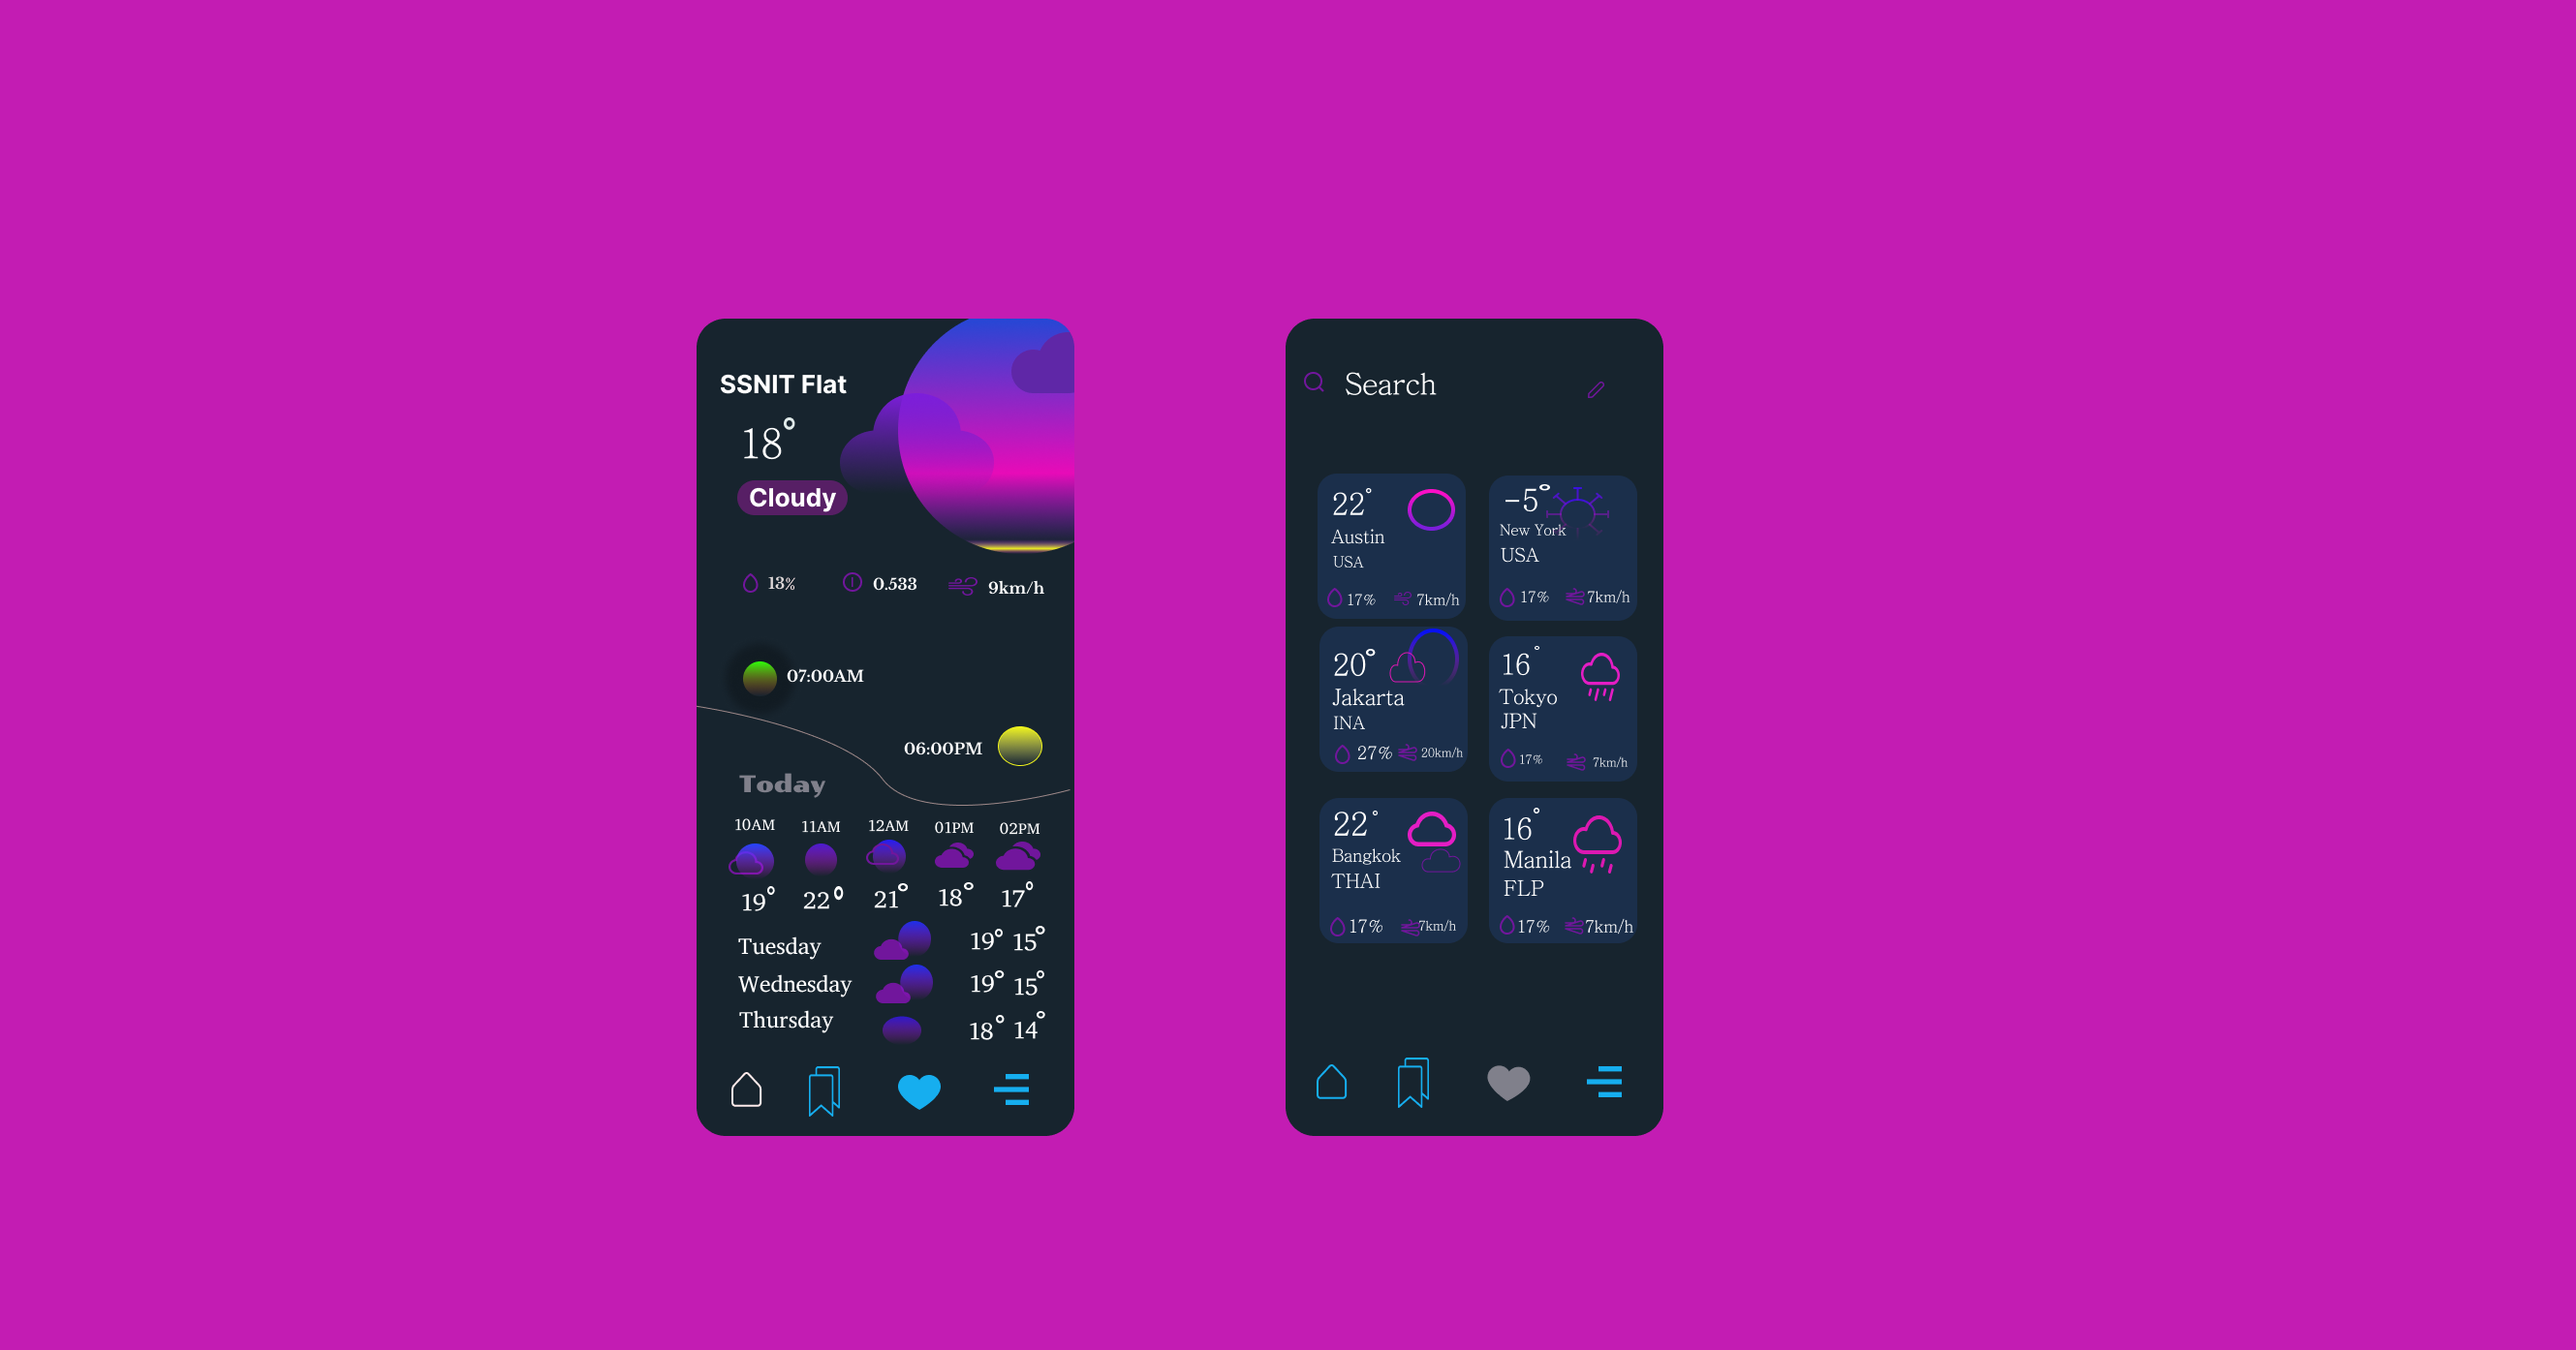 SSNIT Flat
18°
Cloudy
13% 0.533 9km/h
07:00AM
06:00PM
Today
10AM 11AM 12AM 01PM 02PM
19° 22° 21° 18° 17°
Tuesday 19° 15°
Wednesday 19° 15°
Thursday 18° 14°
Search
22°
Austin
USA
17% 7km/h
-5°
New York
USA
17% 7km/h
20°
Jakarta
INA
27% 20km/h
16°
Tokyo
JPN
17% 7km/h
22°
Bangkok
THAI
17% 7km/h
16°
Manila
FLP
17% 7km/h